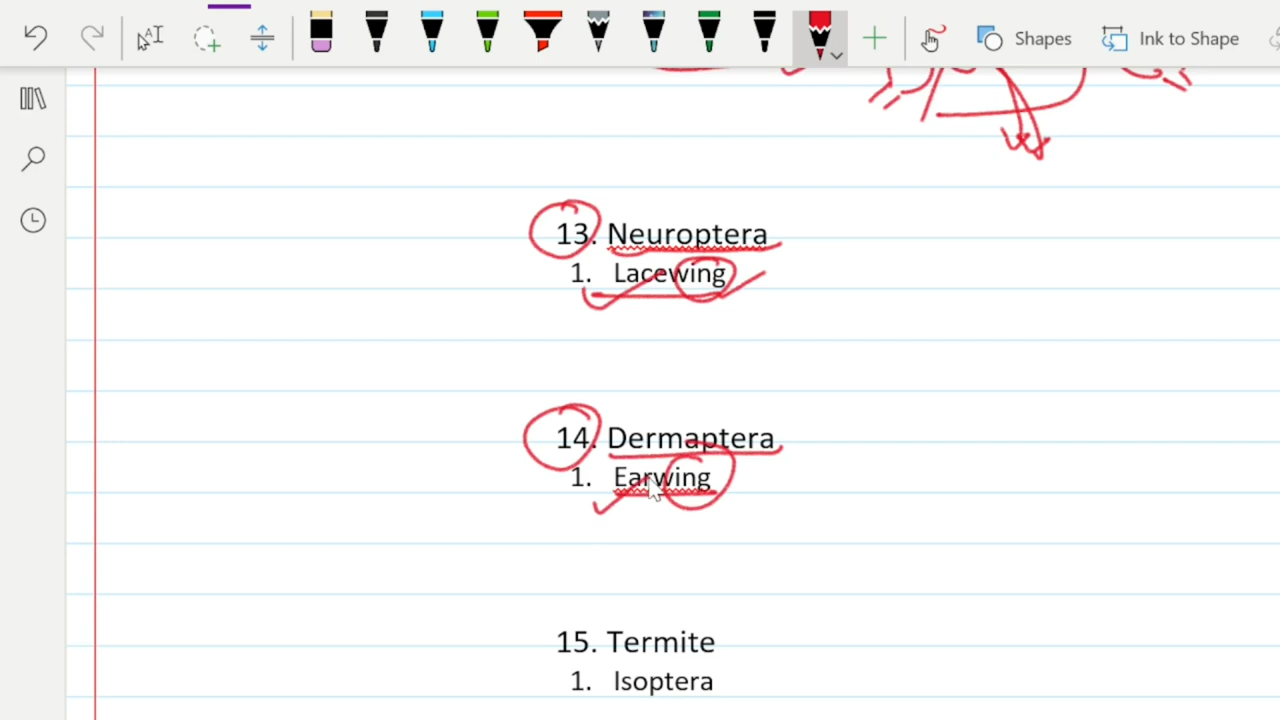 Shapes
Ink to Shape
13. Neuroptera
1. Lacewing
14. Dermaptera
1. Earwing
15. Termite
1. Isoptera